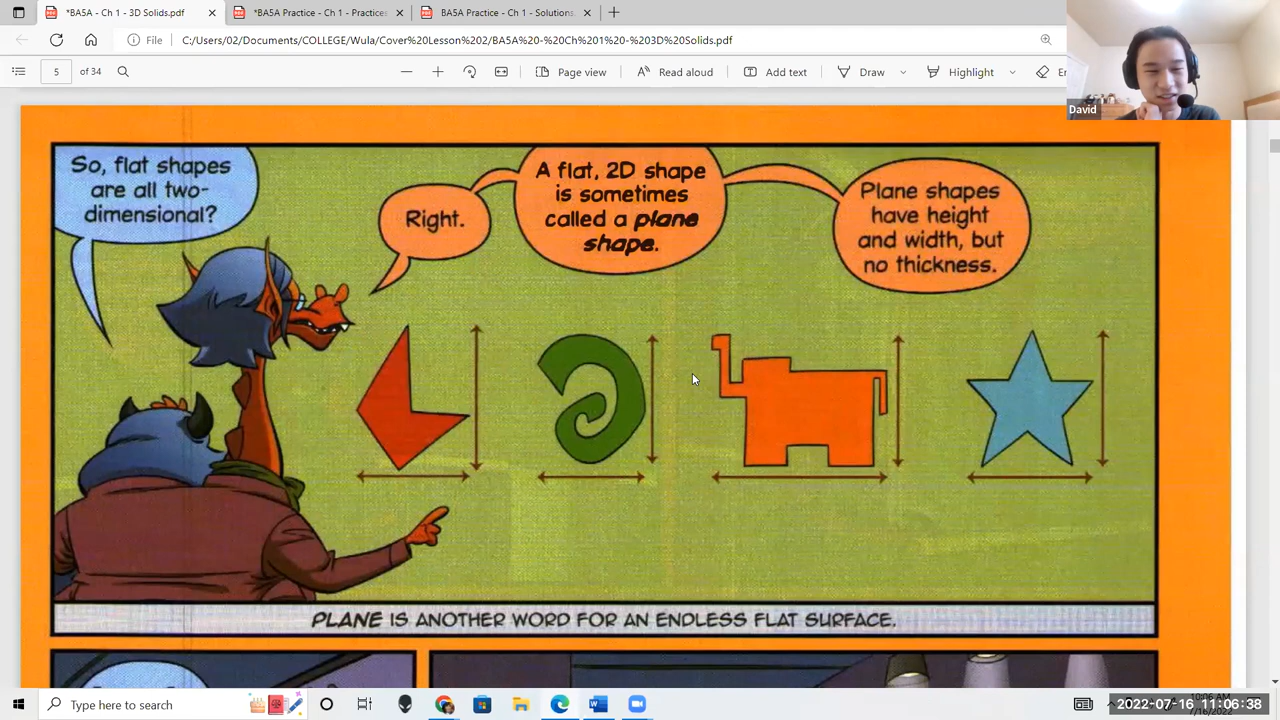 *BA5A - Ch 1 - 3D Solids.pdf
*BA5A Practice - Ch 1 - Practices
BA5A Practice - Ch 1 - Solutions.
File
C:/Users/02/Documents/COLLEGE/Wula/Cover%20Lesson%202/BA5A%20-%20Ch%201%20-%203D%20Solids.pdf
5 of 34
Page view
Read aloud
Add text
Draw
Highlight
David
So, flat shapes
are all two-
dimensional?
Right.
A flat, 2D shape
is sometimes
called a plane
shape.
Plane shapes
have height
and width, but
no thickness.
PLANE IS ANOTHER WORD FOR AN ENDLESS FLAT SURFACE.
Type here to search
2022-07-16 11:06:38